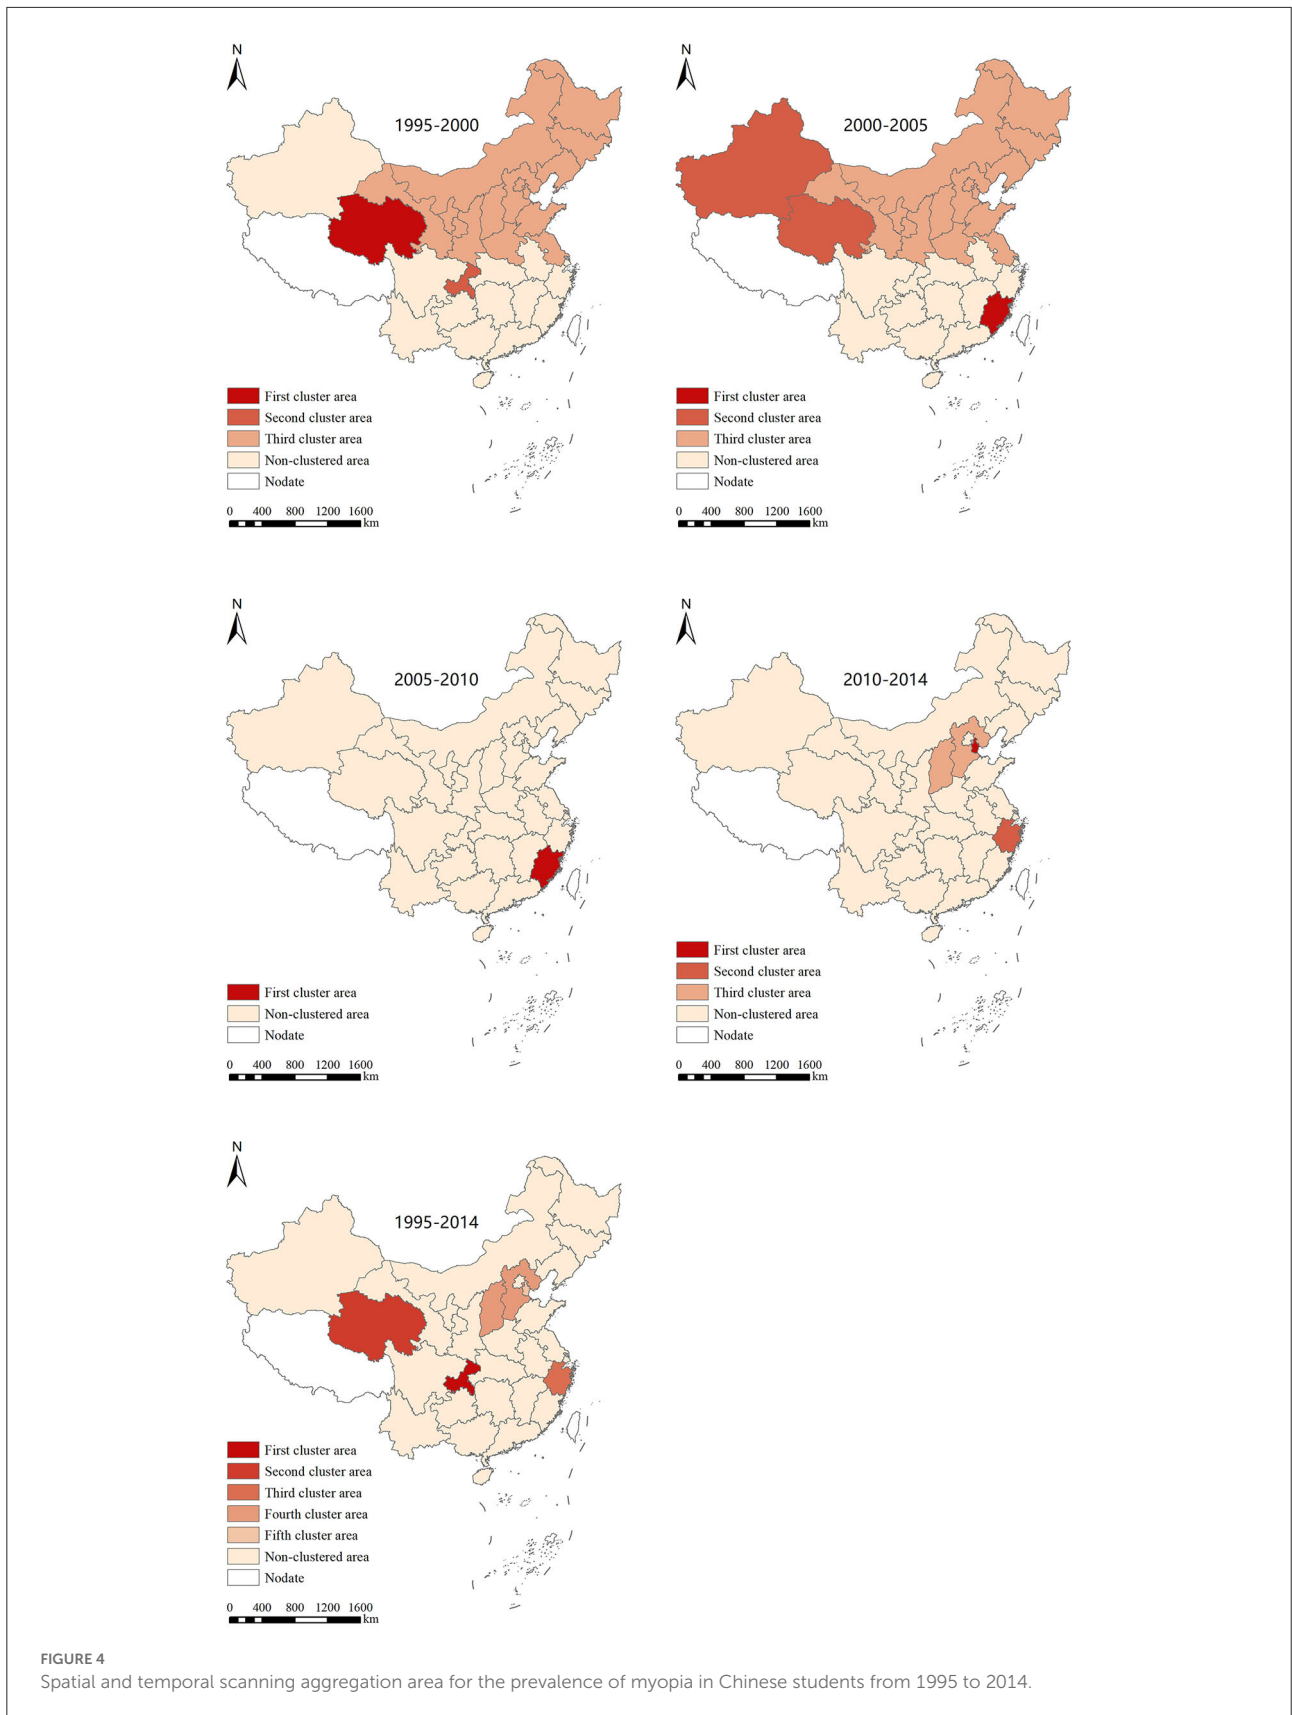 N
1995-2000
First cluster area
Second cluster area
Third cluster area
Non-clustered area
Nodate
0 400 800 1200 1600
km
N
2000-2005
First cluster area
Second cluster area
Third cluster area
Non-clustered area
Nodate
0 400 800 1200 1600
km
N
2005-2010
First cluster area
Non-clustered area
Nodate
0 400 800 1200 1600
km
N
2010-2014
First cluster area
Second cluster area
Third cluster area
Non-clustered area
Nodate
0 400 800 1200 1600
km
N
1995-2014
First cluster area
Second cluster area
Third cluster area
Fourth cluster area
Fifth cluster area
Non-clustered area
Nodate
0 400 800 1200 1600
km
FIGURE 4
Spatial and temporal scanning aggregation area for the prevalence of myopia in Chinese students from 1995 to 2014.